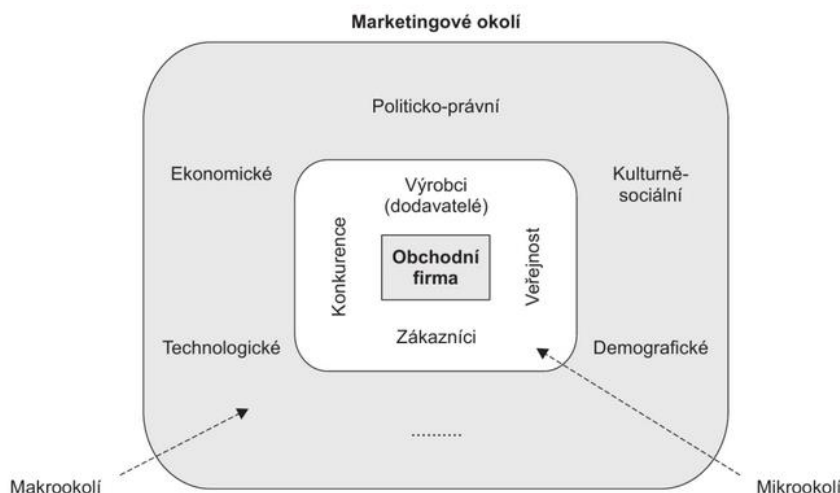 Marketingové okolí
Politicko-právní
Ekonomické
Kulturně-
sociální
Výrobci
(dodavatelé)
Konkurence
Obchodní
firma
Veřejnost
Zákazníci
Technologické
Demografické
.........
Makrookolí
Mikrookolí